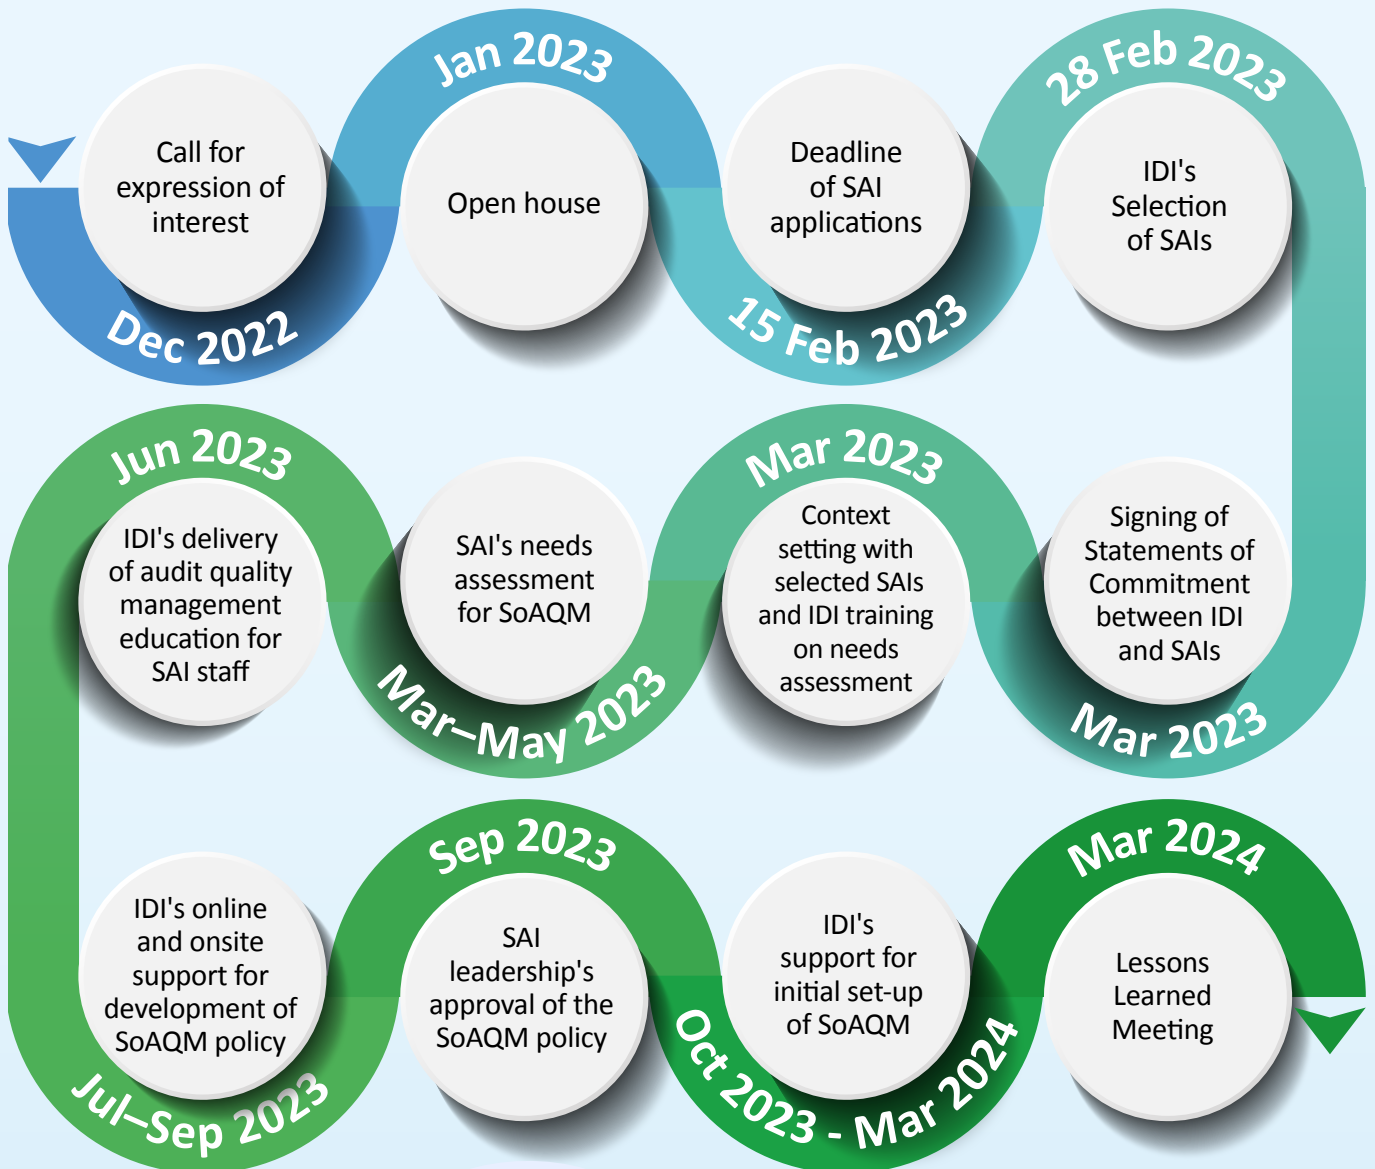 Call for
expression of
interest
Dec 2022
Jan 2023
Open house
Deadline
of SAI
applications
15 Feb 2023
28 Feb 2023
IDI's
Selection
of SAIs
Signing of
Statements of
Commitment
between IDI
and SAIs
Mar 2023
Mar 2023
Context
setting with
selected SAIs
and IDI training
on needs
assessment
SAI's needs
assessment
for SoAQM
Mar–May 2023
Jun 2023
IDI's delivery
of audit quality
management
education for
SAI staff
IDI's online
and onsite
support for
development of
SoAQM policy
Jul–Sep 2023
Sep 2023
SAI
leadership's
approval of the
SoAQM policy
IDI's
support for
initial set-up
of SoAQM
Oct 2023 - Mar 2024
Mar 2024
Lessons
Learned
Meeting